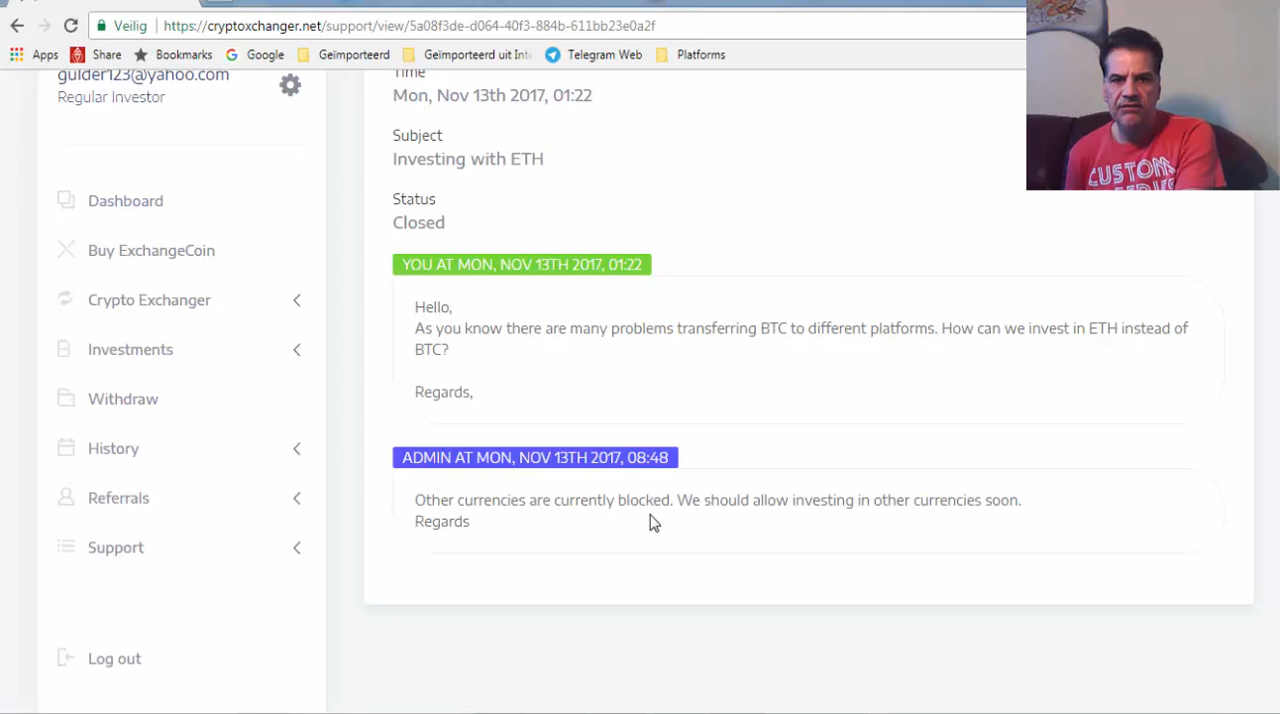 Veilig https://cryptoxchanger.net/support/view/5a08f3de-d064-40f3-884b-611bb23e0a2f
Apps Share Bookmarks Google Geïmporteerd Geïmporteerd uit Inte Telegram Web Platforms
gulder123@yahoo.com
Regular Investor
Dashboard
Buy ExchangeCoin
Crypto Exchanger
Investments
Withdraw
History
Referrals
Support
Log out
Time
Mon, Nov 13th 2017, 01:22
Subject
Investing with ETH
Status
Closed
YOU AT MON, NOV 13TH 2017, 01:22
Hello,
As you know there are many problems transferring BTC to different platforms. How can we invest in ETH instead of
BTC?
Regards,
ADMIN AT MON, NOV 13TH 2017, 08:48
Other currencies are currently blocked. We should allow investing in other currencies soon.
Regards
CUSTOM